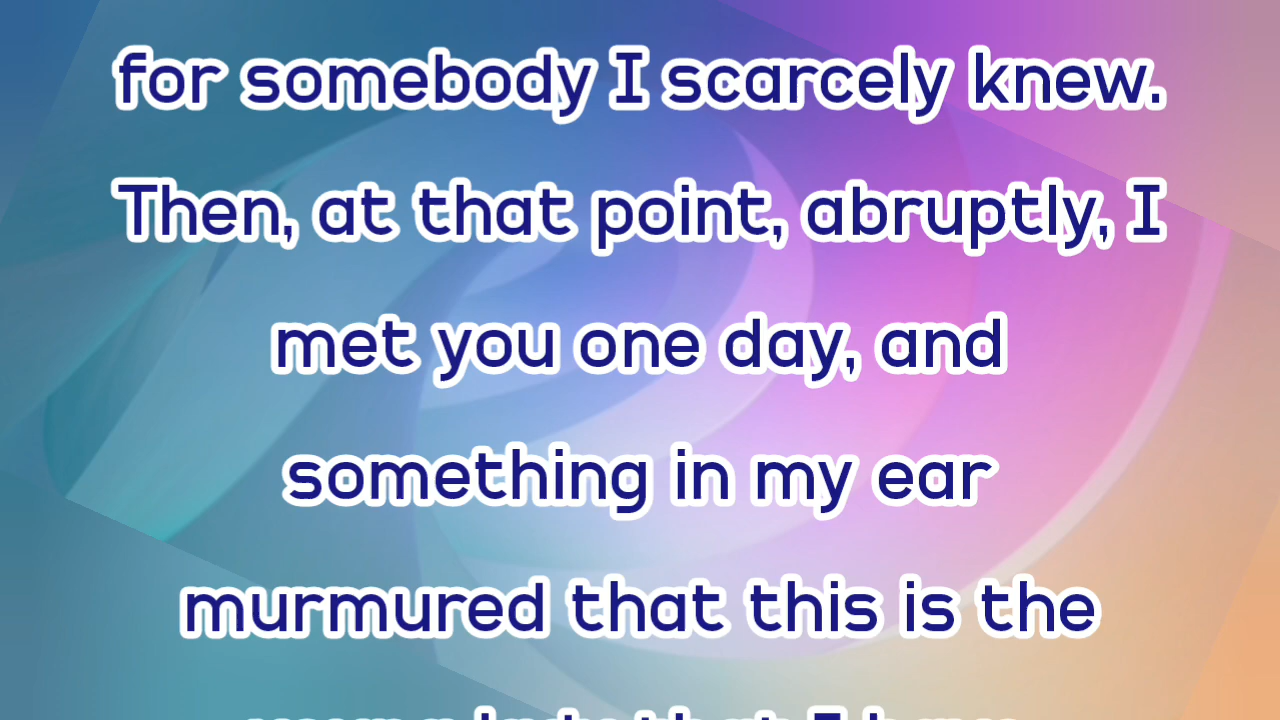 for somebody I scarcely knew.
Then, at that point, abruptly, I
met you one day, and
something in my ear
murmured that this is the